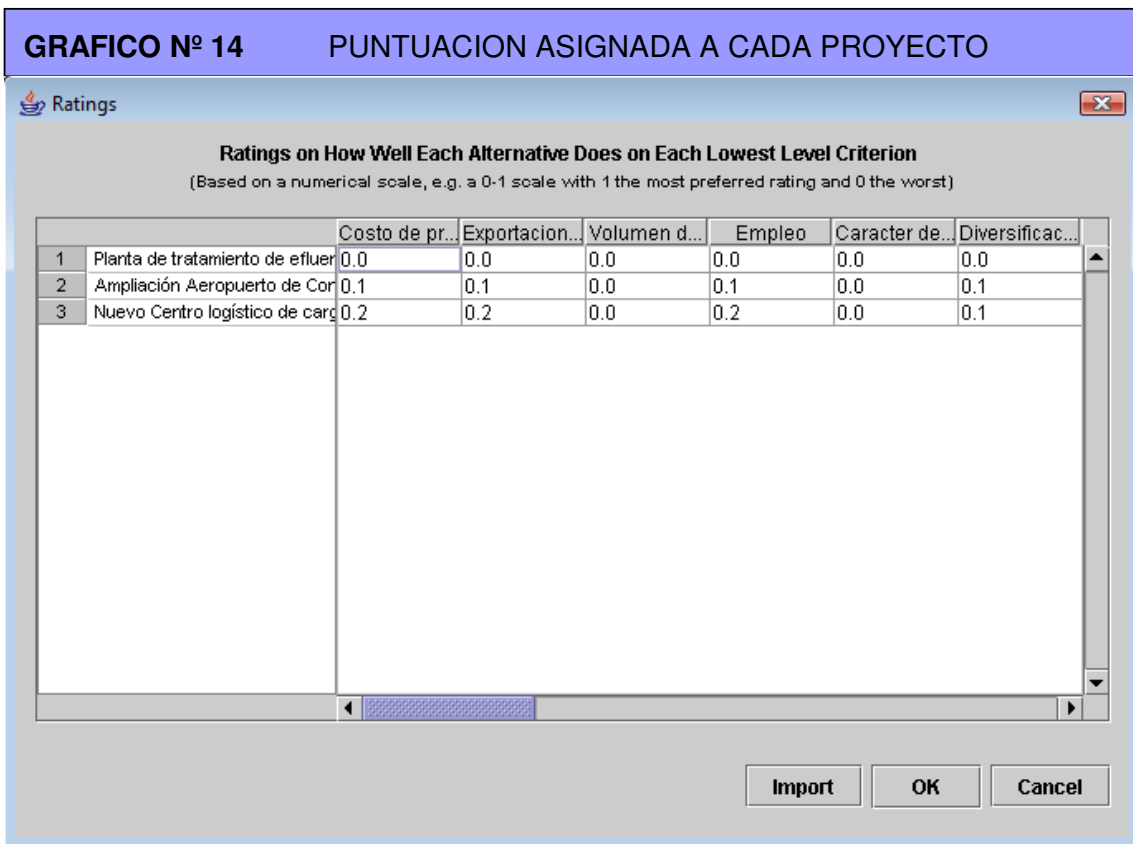 GRAFICO Nº 14 PUNTUACION ASIGNADA A CADA PROYECTO
Ratings
Ratings on How Well Each Alternative Does on Each Lowest Level Criterion
(Based on a numerical scale, e.g. a 0-1 scale with 1 the most preferred rating and 0 the worst)
Costo de pr... Exportacion... Volumen d... Empleo Caracter de... Diversificac...
1 Planta de tratamiento de efluer 0.0 0.0 0.0 0.0 0.0 0.0
2 Ampliación Aeropuerto de Cor 0.1 0.1 0.0 0.1 0.0 0.1
3 Nuevo Centro logístico de carg 0.2 0.2 0.0 0.2 0.0 0.1
Import OK Cancel